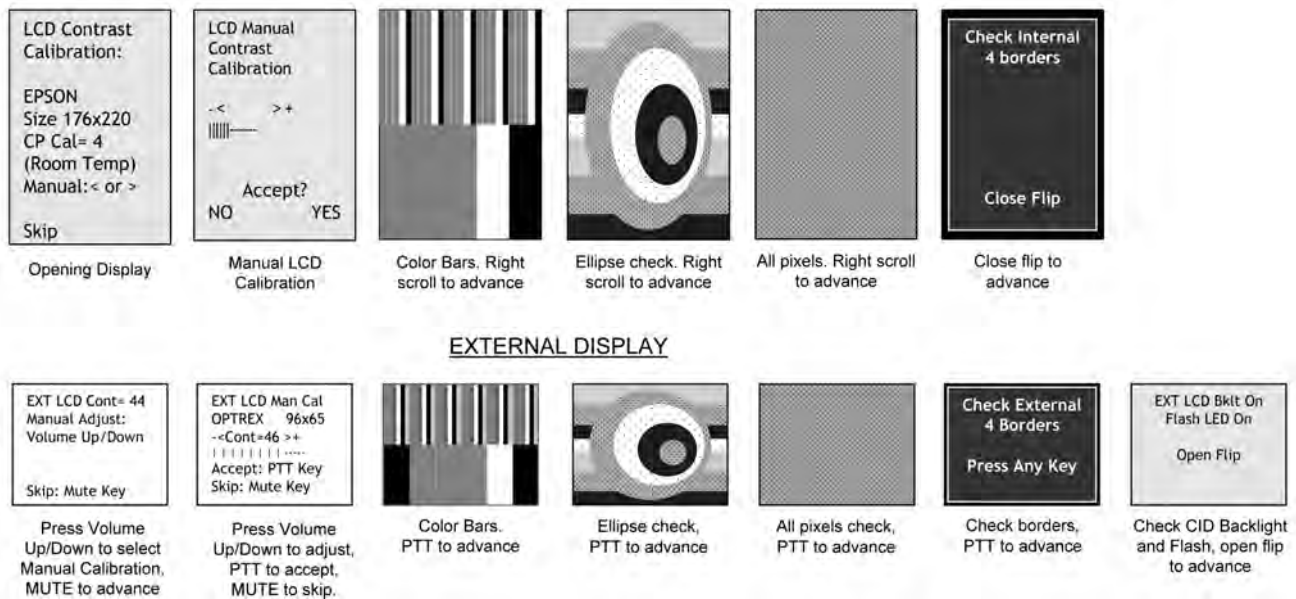 LCD Contrast
Calibration:
EPSON
Size 176x220
CP Cal= 4
(Room Temp)
Manual: < or >
Skip
Opening Display
LCD Manual
Contrast
Calibration
-< >+
||||||------
Accept?
NO YES
Manual LCD
Calibration
Color Bars. Right
scroll to advance
Ellipse check. Right
scroll to advance
All pixels. Right scroll
to advance
Check Internal
4 borders
Close Flip
Close flip to
advance
EXTERNAL DISPLAY
EXT LCD Cont= 44
Manual Adjust:
Volume Up/Down
Skip: Mute Key
Press Volume
Up/Down to select
Manual Calibration,
MUTE to advance
EXT LCD Man Cal
OPTREX 96x65
-<Cont=46 >+
| | | | | | | | -----
Accept: PTT Key
Skip: Mute Key
Press Volume
Up/Down to adjust,
PTT to accept,
MUTE to skip.
Color Bars.
PTT to advance
Ellipse check,
PTT to advance
All pixels check,
PTT to advance
Check External
4 Borders
Press Any Key
Check borders,
PTT to advance
EXT LCD Bklt On
Flash LED On
Open Flip
Check CID Backlight
and Flash, open flip
to advance